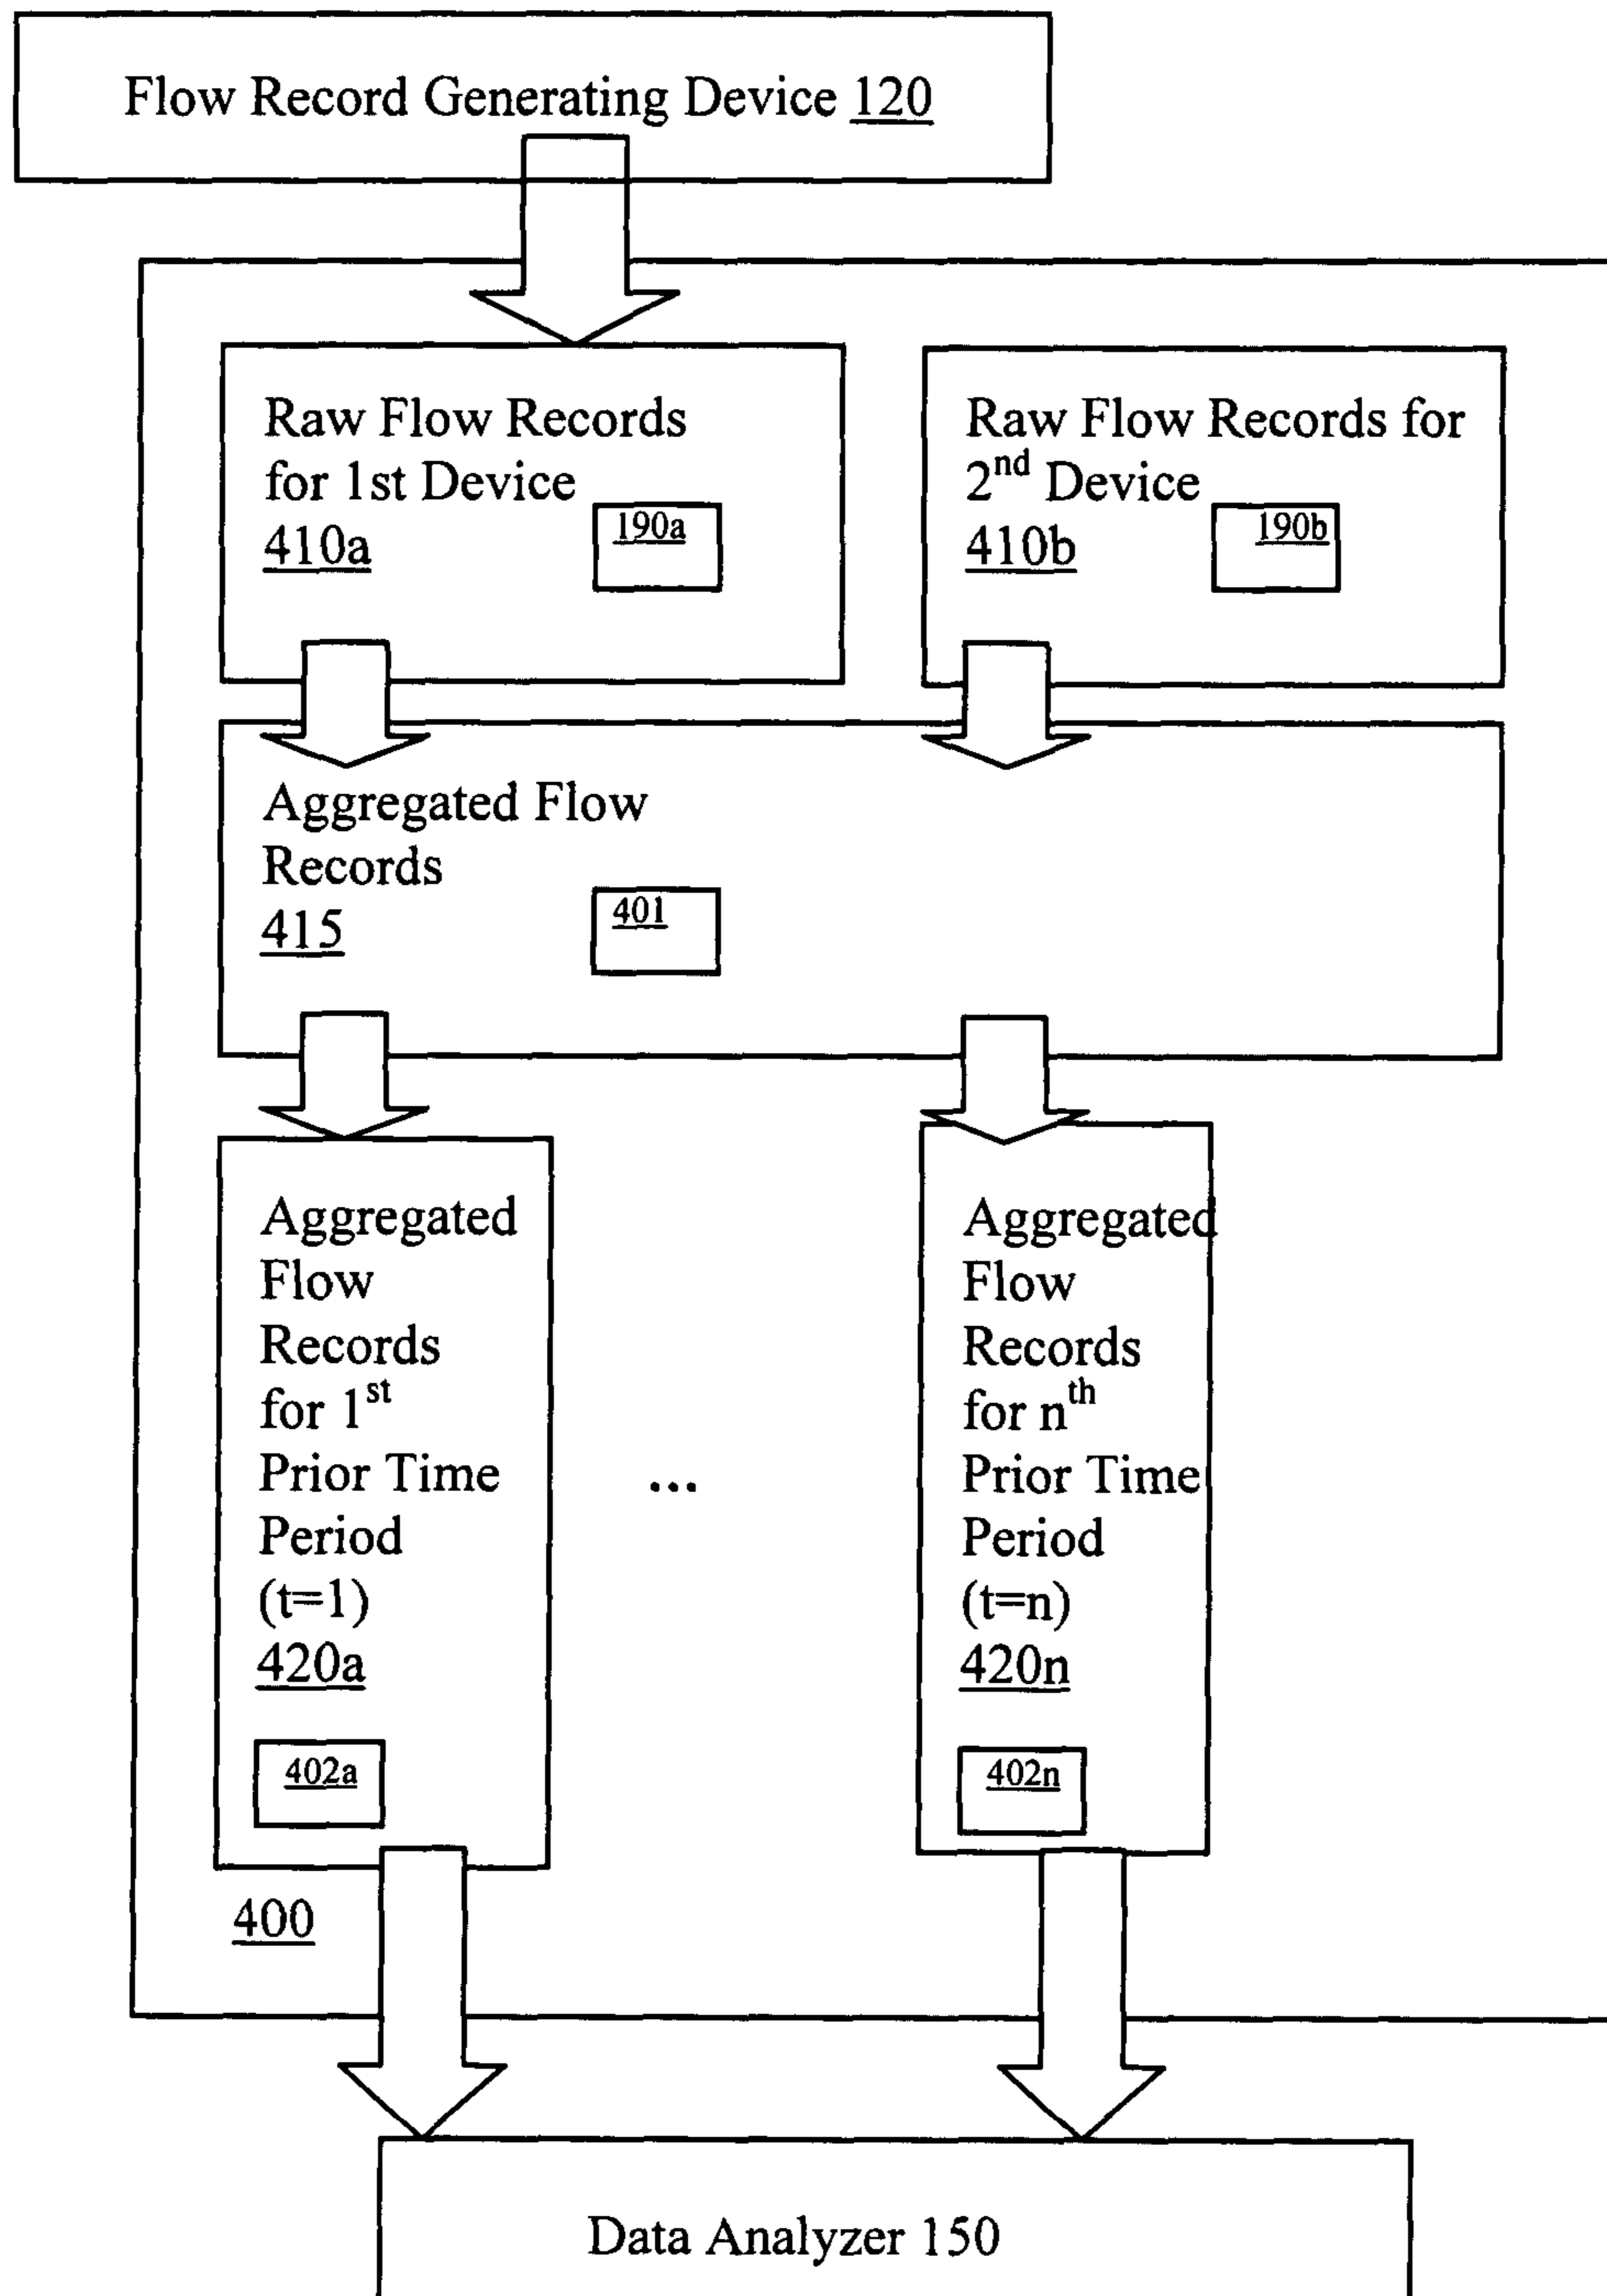 Flow Record Generating Device 120
Raw Flow Records
for 1st Device
410a
190a
Raw Flow Records for
2nd Device
410b
190b
Aggregated Flow
Records
415
401
Aggregated
Flow
Records
for 1st
Prior Time
Period
(t=1)
420a
402a
...
Aggregated
Flow
Records
for nth
Prior Time
Period
(t=n)
420n
402n
400
Data Analyzer 150